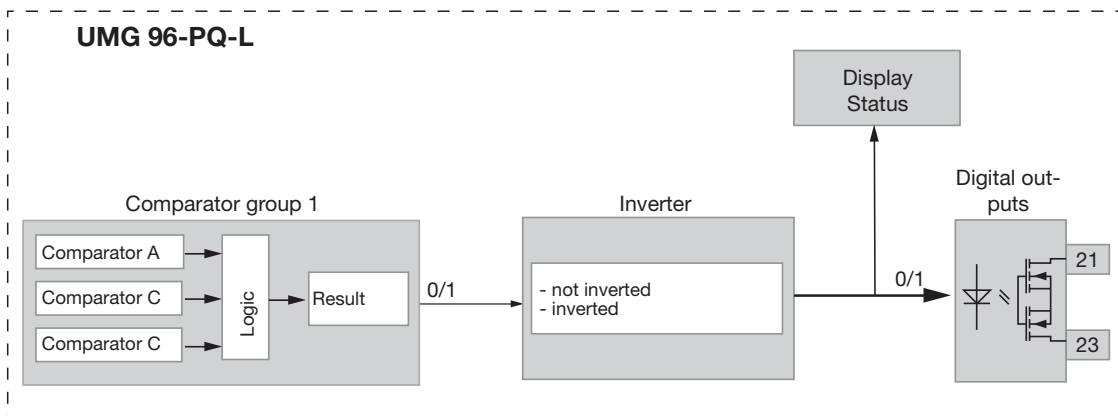 UMG 96-PQ-L
Display
Status
Digital out-
puts
Comparator group 1
Inverter
Comparator A
Comparator C
Comparator C
Logic
Result
0/1
- not inverted
- inverted
0/1
21
23